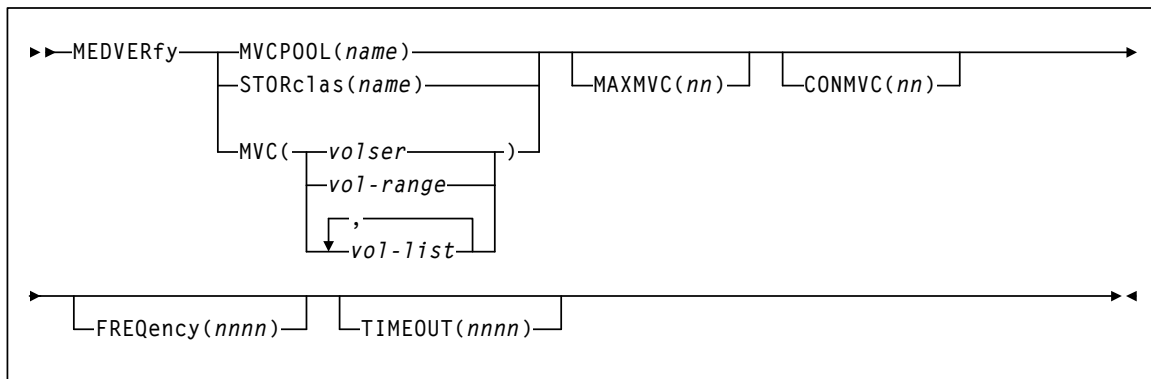 MEDVERfy MVCPOOL(name)
STORclas(name) MAXMVC(nn) CONMVC(nn)
MVC( volser )
vol-range
,
vol-list
FREQency(nnnn) TIMEOUT(nnnn)